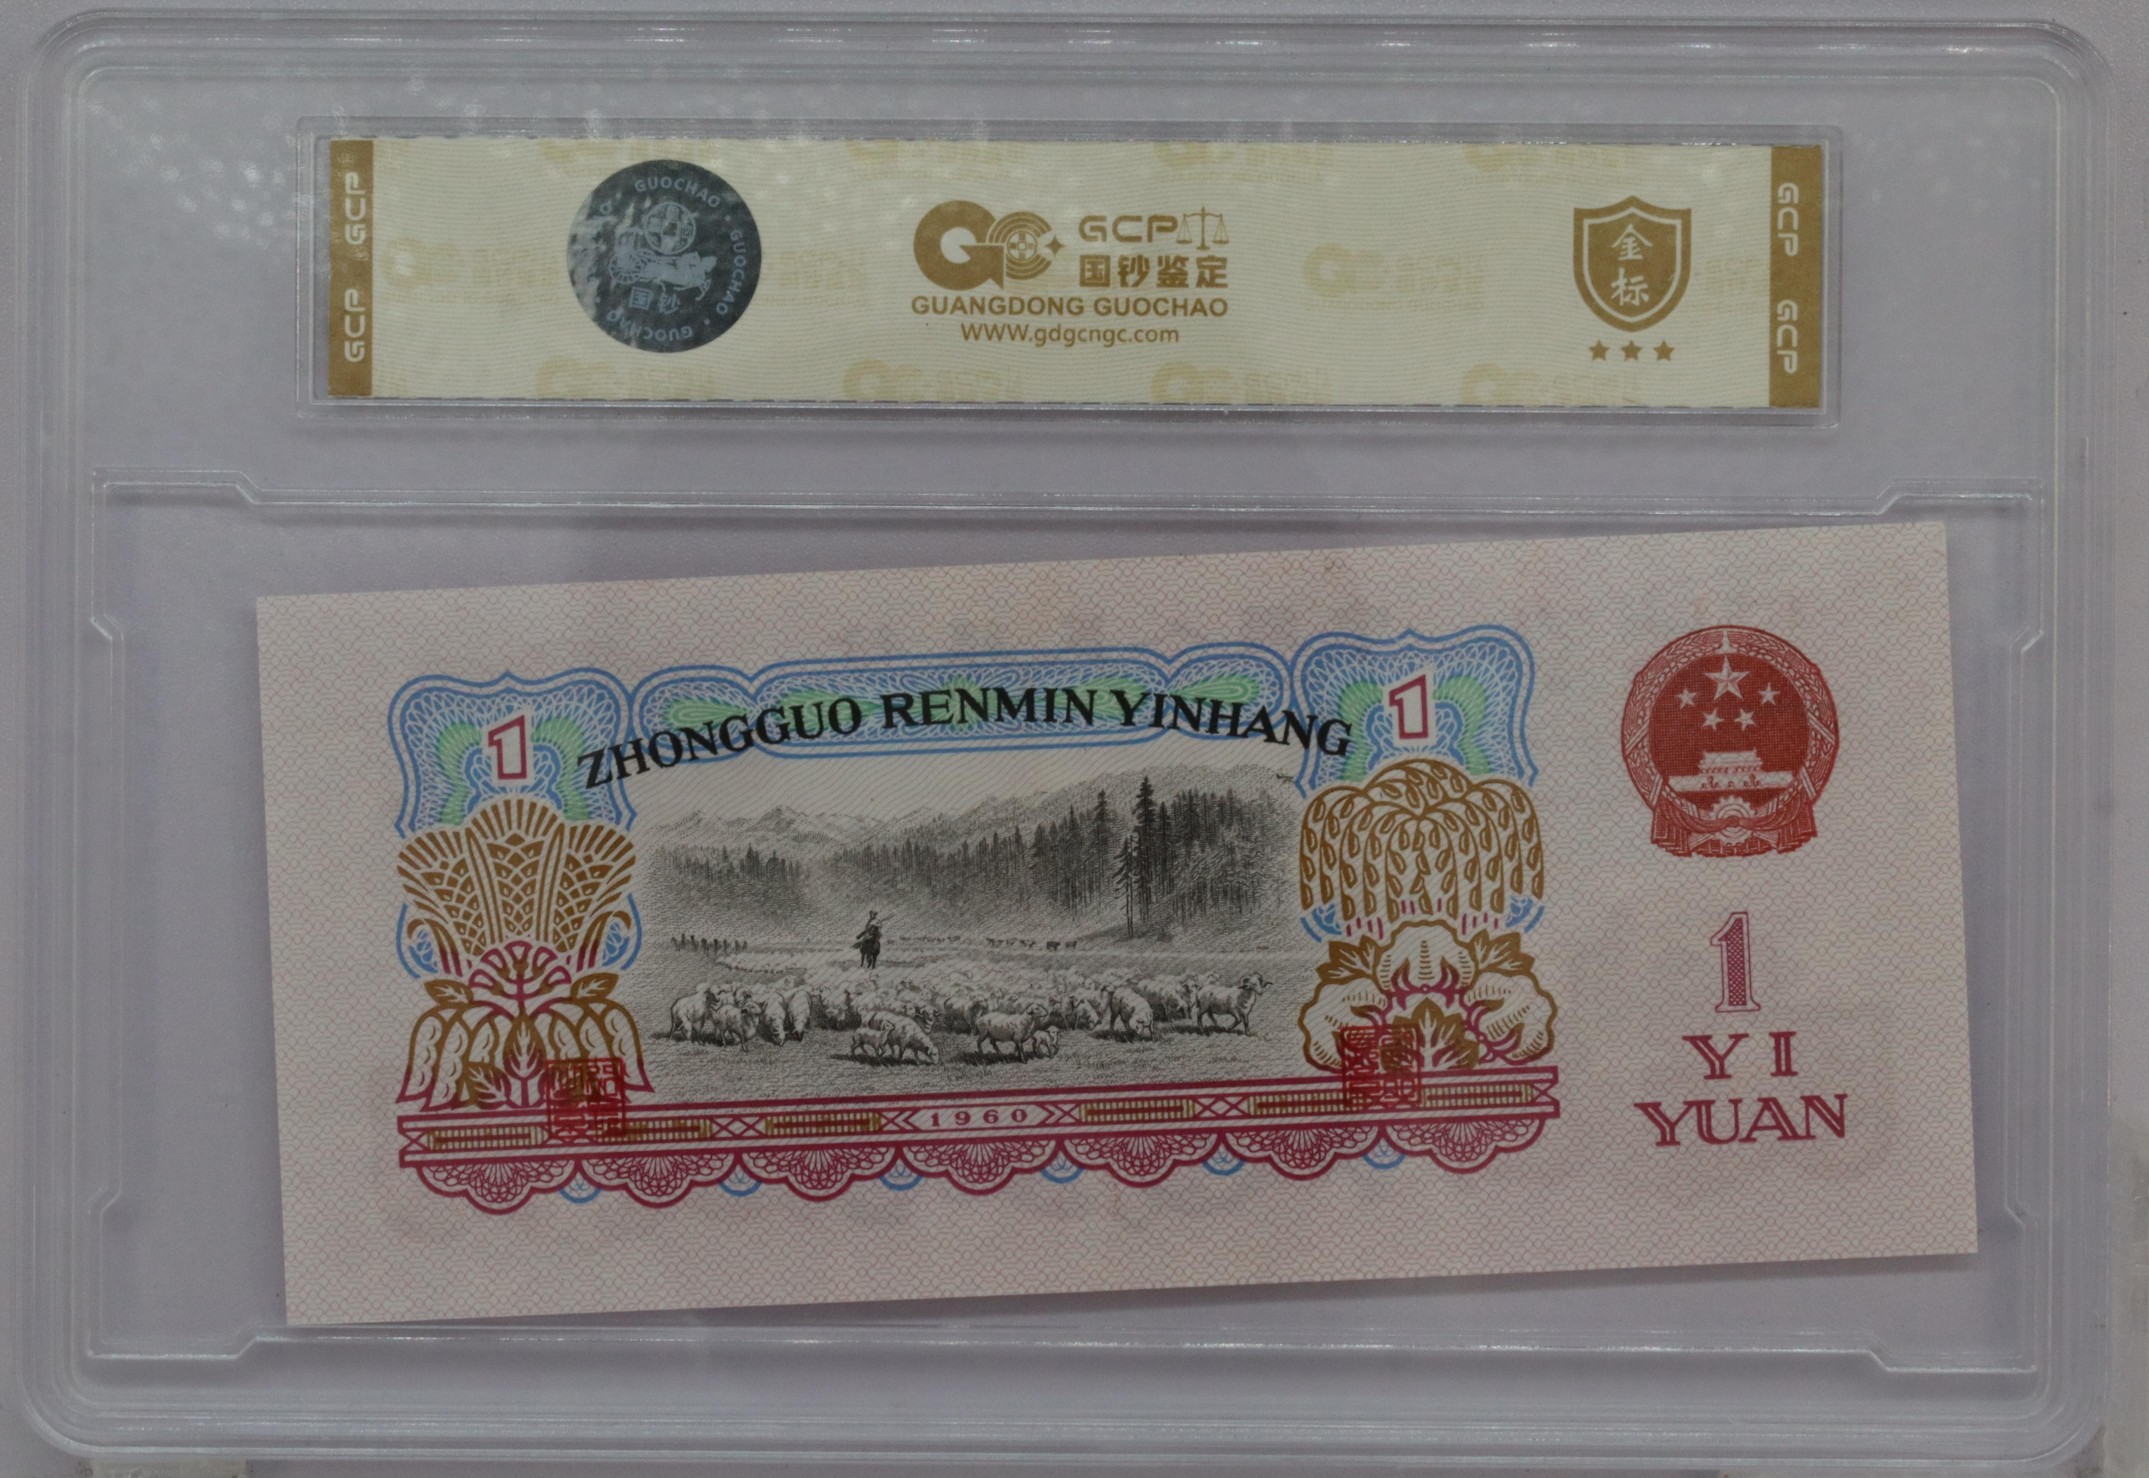 GCP GCP
GUOCHAO · GUOCHAO · GUOCHAO
国钞
GCP
国钞鉴定
GUANGDONG GUOCHAO
WWW.gdgcngc.com
金
标
GCP GCP
1
ZHONGGUO RENMIN YINHANG
1
1960
1
YI
YUAN